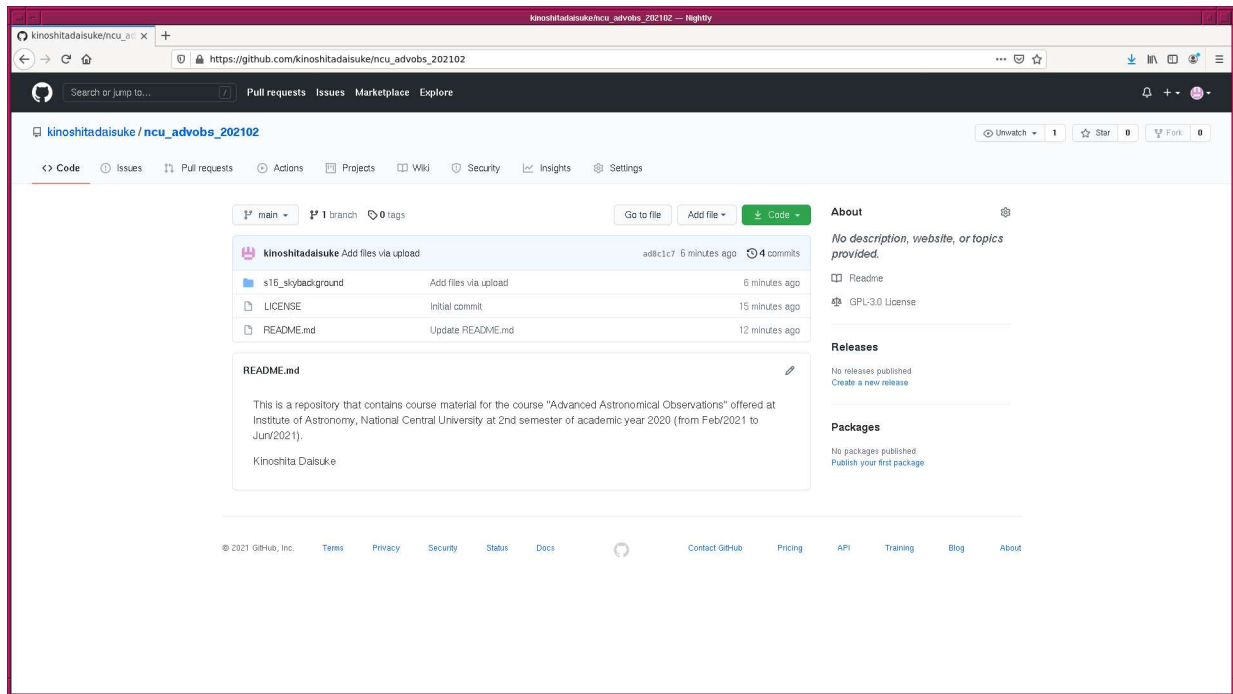 kinoshitadaisuke/ncu_advobs_202102 — Nightly
kinoshitadaisuke/ncu_ad
https://github.com/kinoshitadaisuke/ncu_advobs_202102
Search or jump to... / Pull requests Issues Marketplace Explore
kinoshitadaisuke / ncu_advobs_202102 Unwatch 1 Star 0 Fork 0
<> Code Issues Pull requests Actions Projects Wiki Security Insights Settings
main 1 branch 0 tags Go to file Add file Code
kinoshitadaisuke Add files via upload ad8c1c7 6 minutes ago 4 commits
s16_skybackground Add files via upload 6 minutes ago
LICENSE Initial commit 15 minutes ago
README.md Update README.md 12 minutes ago
README.md
This is a repository that contains course material for the course "Advanced Astronomical Observations" offered at
Institute of Astronomy, National Central University at 2nd semester of academic year 2020 (from Feb/2021 to
Jun/2021).
Kinoshita Daisuke
About
No description, website, or topics
provided.
Readme
GPL-3.0 License
Releases
No releases published
Create a new release
Packages
No packages published
Publish your first package
© 2021 GitHub, Inc. Terms Privacy Security Status Docs Contact GitHub Pricing API Training Blog About